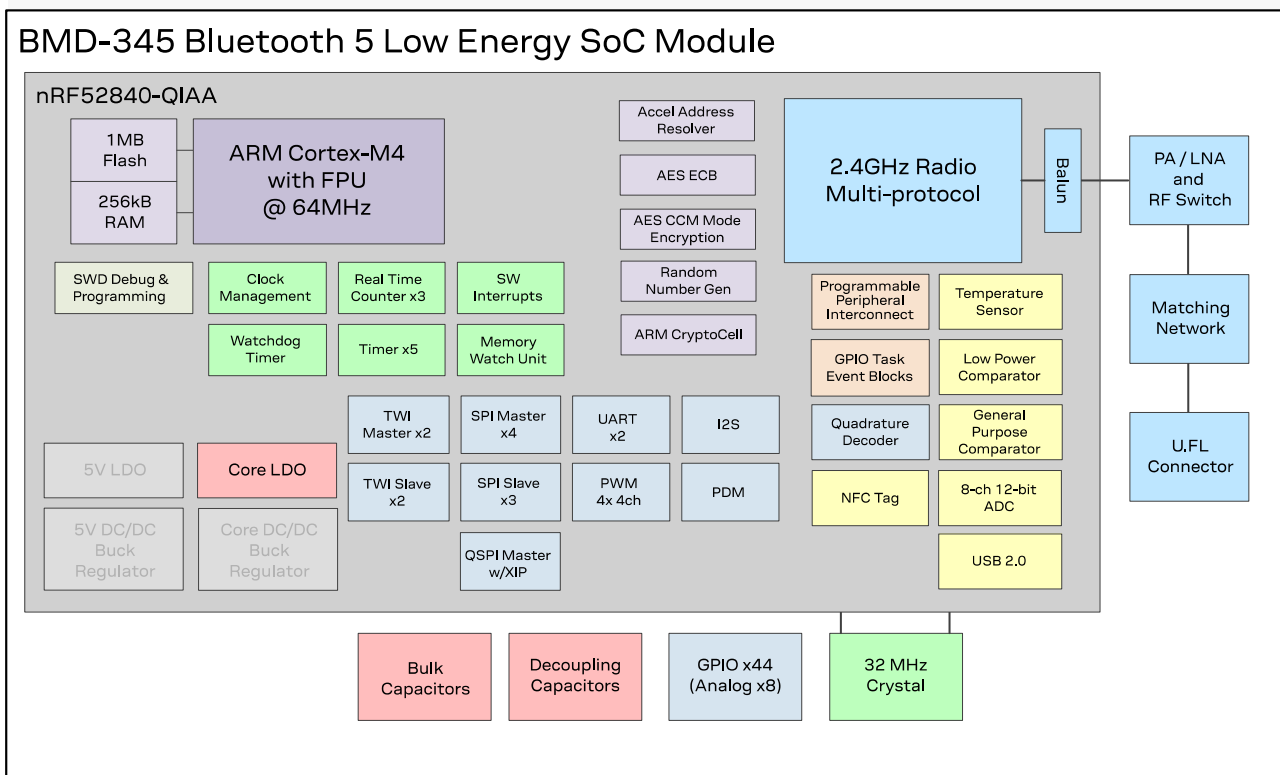 BMD-345 Bluetooth 5 Low Energy SoC Module
nRF52840-QIAA
1MB
Flash
256kB
RAM
ARM Cortex-M4
with FPU
@ 64MHz
Accel Address
Resolver
AES ECB
AES CCM Mode
Encryption
Random
Number Gen
ARM CryptoCell
2.4GHz Radio
Multi-protocol
Balun
PA / LNA
and
RF Switch
Matching
Network
U.FL
Connector
SWD Debug &
Programming
Clock
Management
Real Time
Counter x3
SW
Interrupts
Watchdog
Timer
Timer x5
Memory
Watch Unit
Programmable
Peripheral
Interconnect
Temperature
Sensor
GPIO Task
Event Blocks
Low Power
Comparator
Quadrature
Decoder
General
Purpose
Comparator
NFC Tag
8-ch 12-bit
ADC
USB 2.0
TWI
Master x2
SPI Master
x4
UART
x2
I2S
TWI Slave
x2
SPI Slave
x3
PWM
4x 4ch
PDM
QSPI Master
w/XIP
5V LDO
Core LDO
5V DC/DC
Buck
Regulator
Core DC/DC
Buck
Regulator
Bulk
Capacitors
Decoupling
Capacitors
GPIO x44
(Analog x8)
32 MHz
Crystal